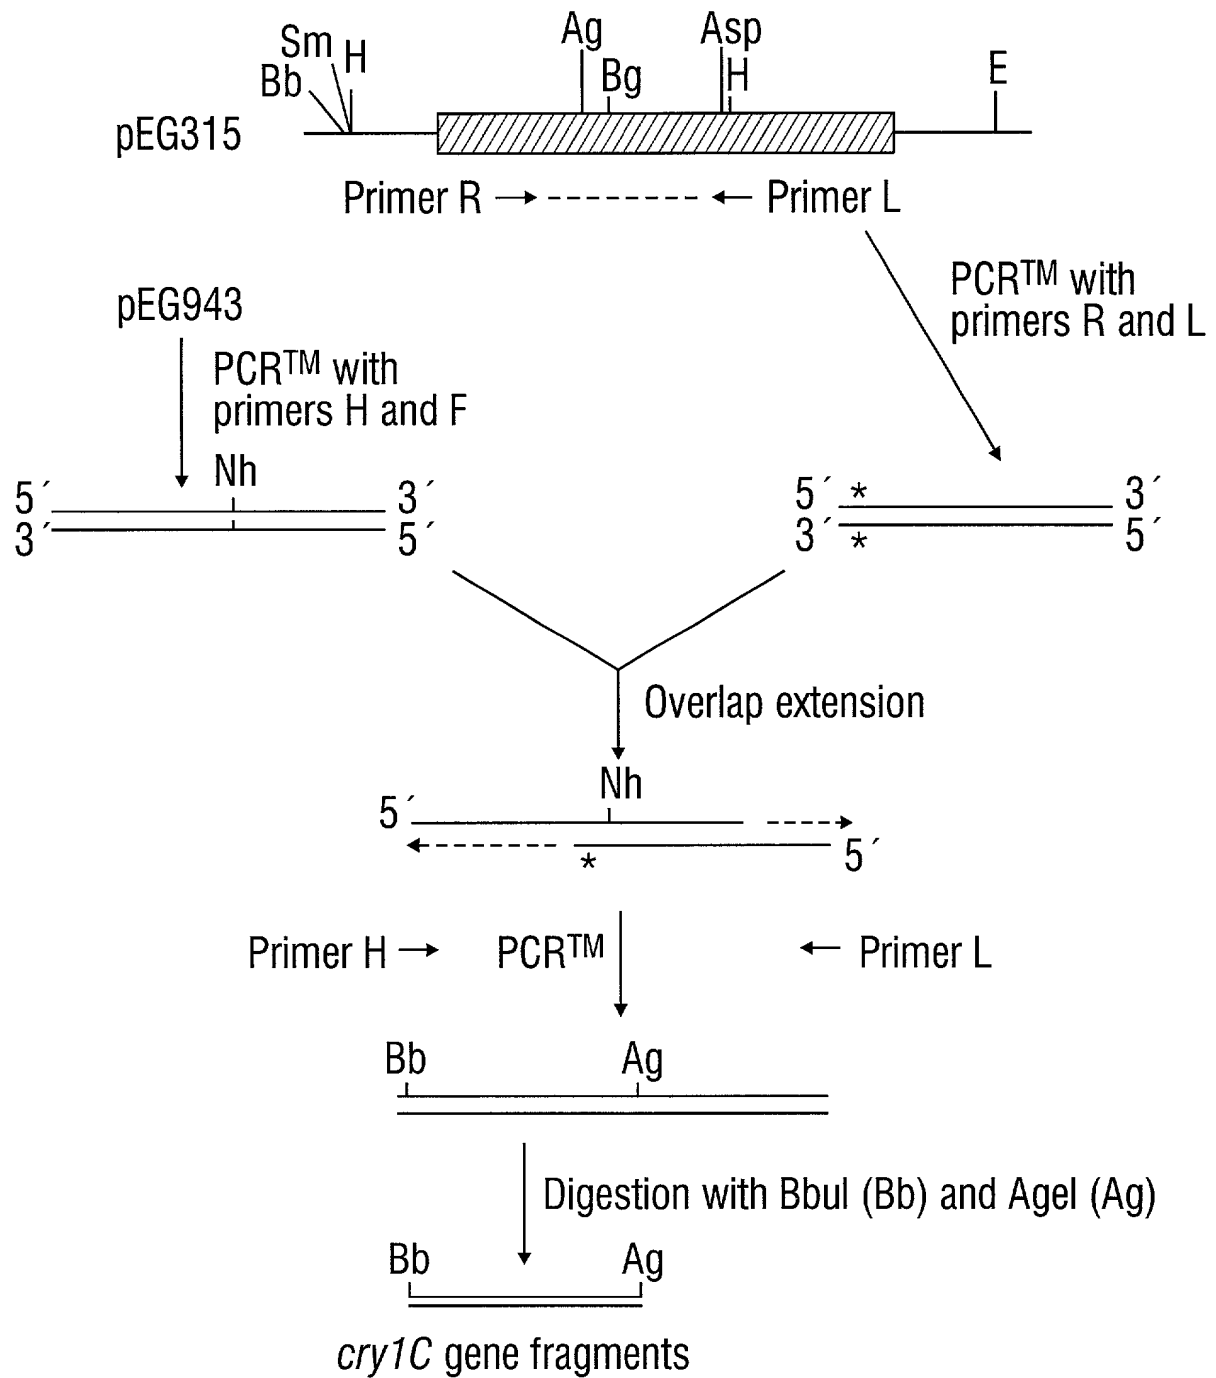 Ag
Asp
Sm
H
Bb
Bg
H
E
pEG315
Primer R
Primer L
PCR™ with
primers R and L
pEG943
PCR™ with
primers H and F
Nh
5´
3´
3´
5´
5´ *
3´
3´ *
5´
Overlap extension
Nh
5´
*
5´
Primer H
PCR™
Primer L
Bb
Ag
Digestion with BbuI (Bb) and AgeI (Ag)
Bb
Ag
cry1C gene fragments